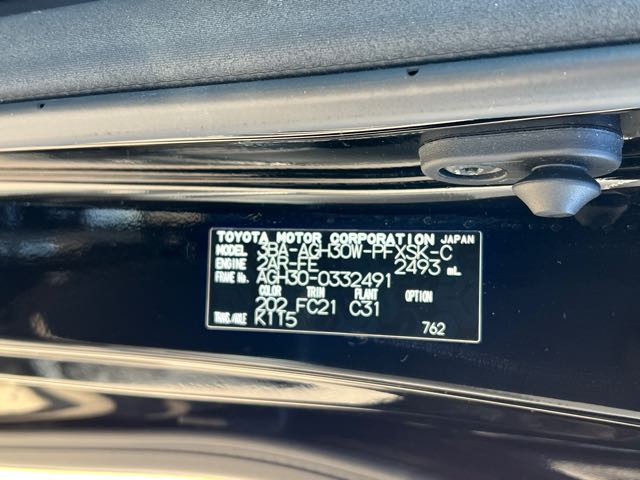 TOYOTA MOTOR CORPORATION JAPAN
MODEL 3BA-AGH30W-PFXSK-C
ENGINE 2AR-FE 2493 mL
FRAME No. AGH30-0332491
COLOR TRIM PLANT OPTION
202 FC21 C31
TRANS/AXLE K115
762